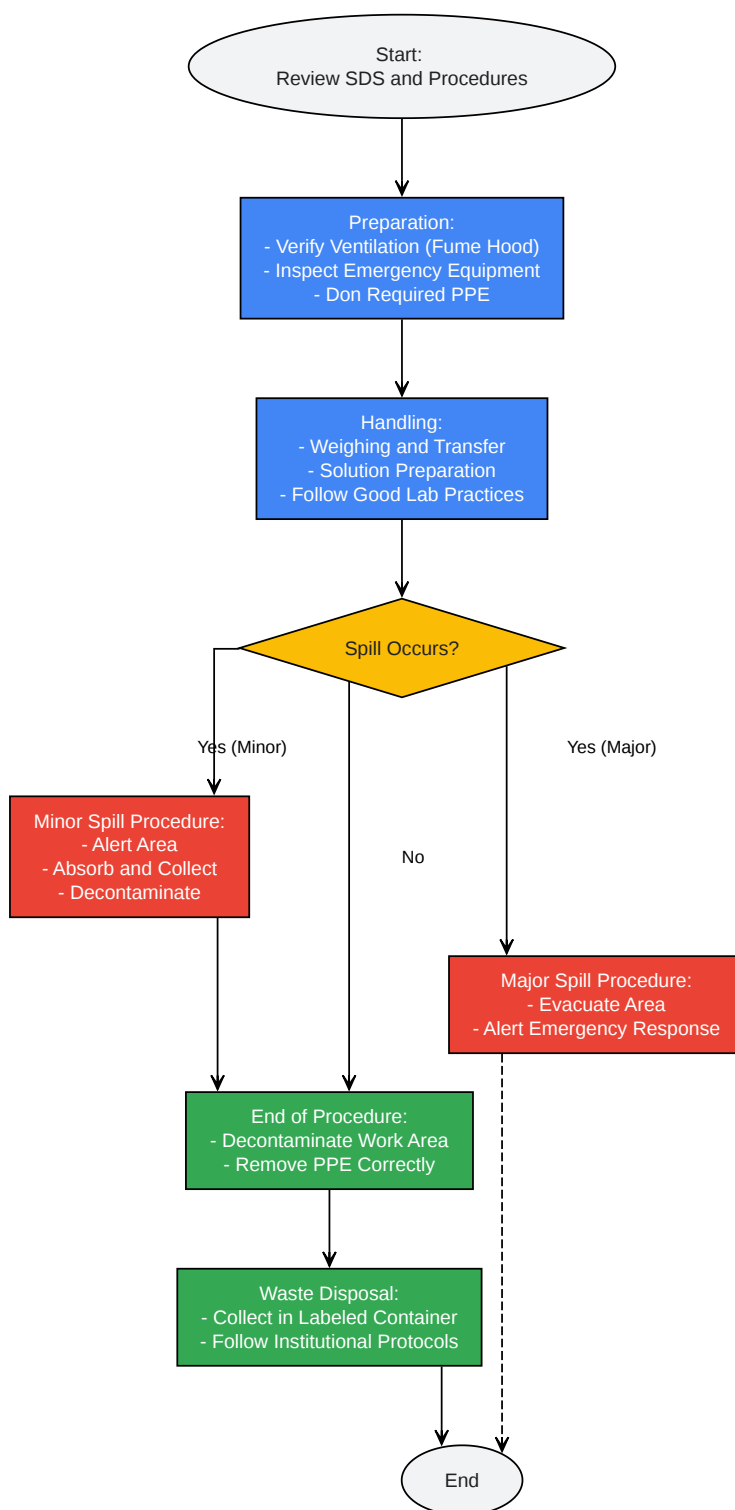 Start:
Review SDS and Procedures
Preparation:
- Verify Ventilation (Fume Hood)
- Inspect Emergency Equipment
- Don Required PPE
Handling:
- Weighing and Transfer
- Solution Preparation
- Follow Good Lab Practices
Spill Occurs?
Yes (Minor)
Yes (Major)
Minor Spill Procedure:
- Alert Area
- Absorb and Collect
- Decontaminate
No
Major Spill Procedure:
- Evacuate Area
- Alert Emergency Response
End of Procedure:
- Decontaminate Work Area
- Remove PPE Correctly
Waste Disposal:
- Collect in Labeled Container
- Follow Institutional Protocols
End